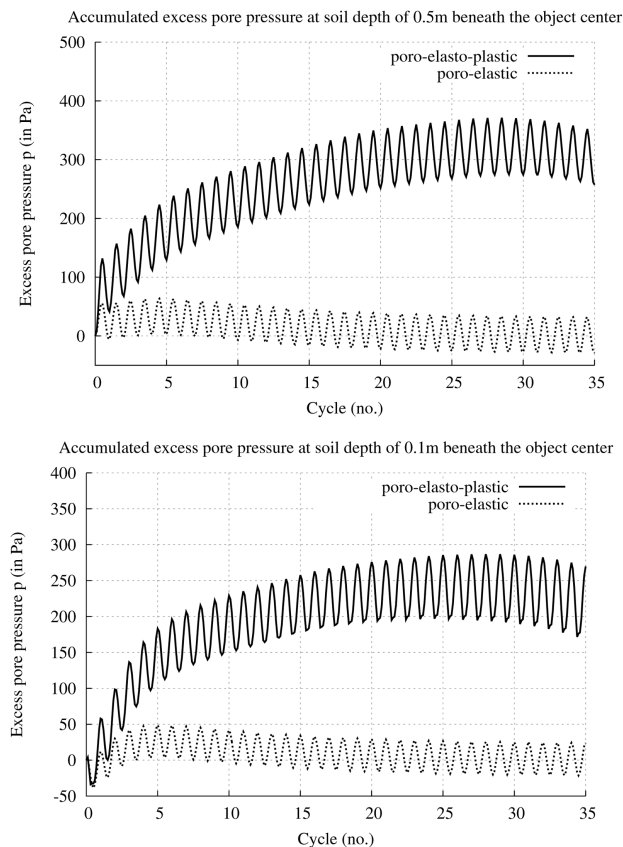 Accumulated excess pore pressure at soil depth of 0.5m beneath the object center
500
400
300
200
100
0
Excess pore pressure p (in Pa)
poro-elasto-plastic
poro-elastic
0 5 10 15 20 25 30 35
Cycle (no.)
Accumulated excess pore pressure at soil depth of 0.1m beneath the object center
400
350
300
250
200
150
100
50
0
-50
Excess pore pressure p (in Pa)
poro-elasto-plastic
poro-elastic
0 5 10 15 20 25 30 35
Cycle (no.)